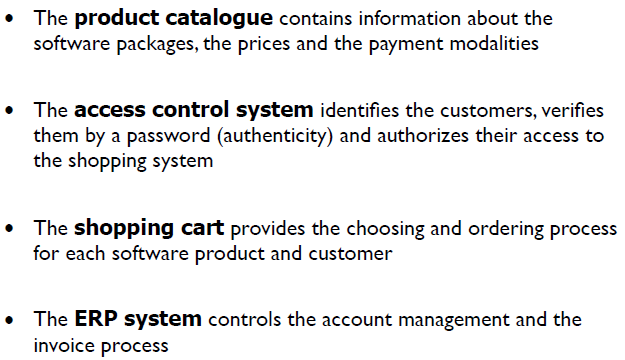 • The product catalogue contains information about the
software packages, the prices and the payment modalities
• The access control system identifies the customers, verifies
them by a password (authenticity) and authorizes their access to
the shopping system
• The shopping cart provides the choosing and ordering process
for each software product and customer
• The ERP system controls the account management and the
invoice process